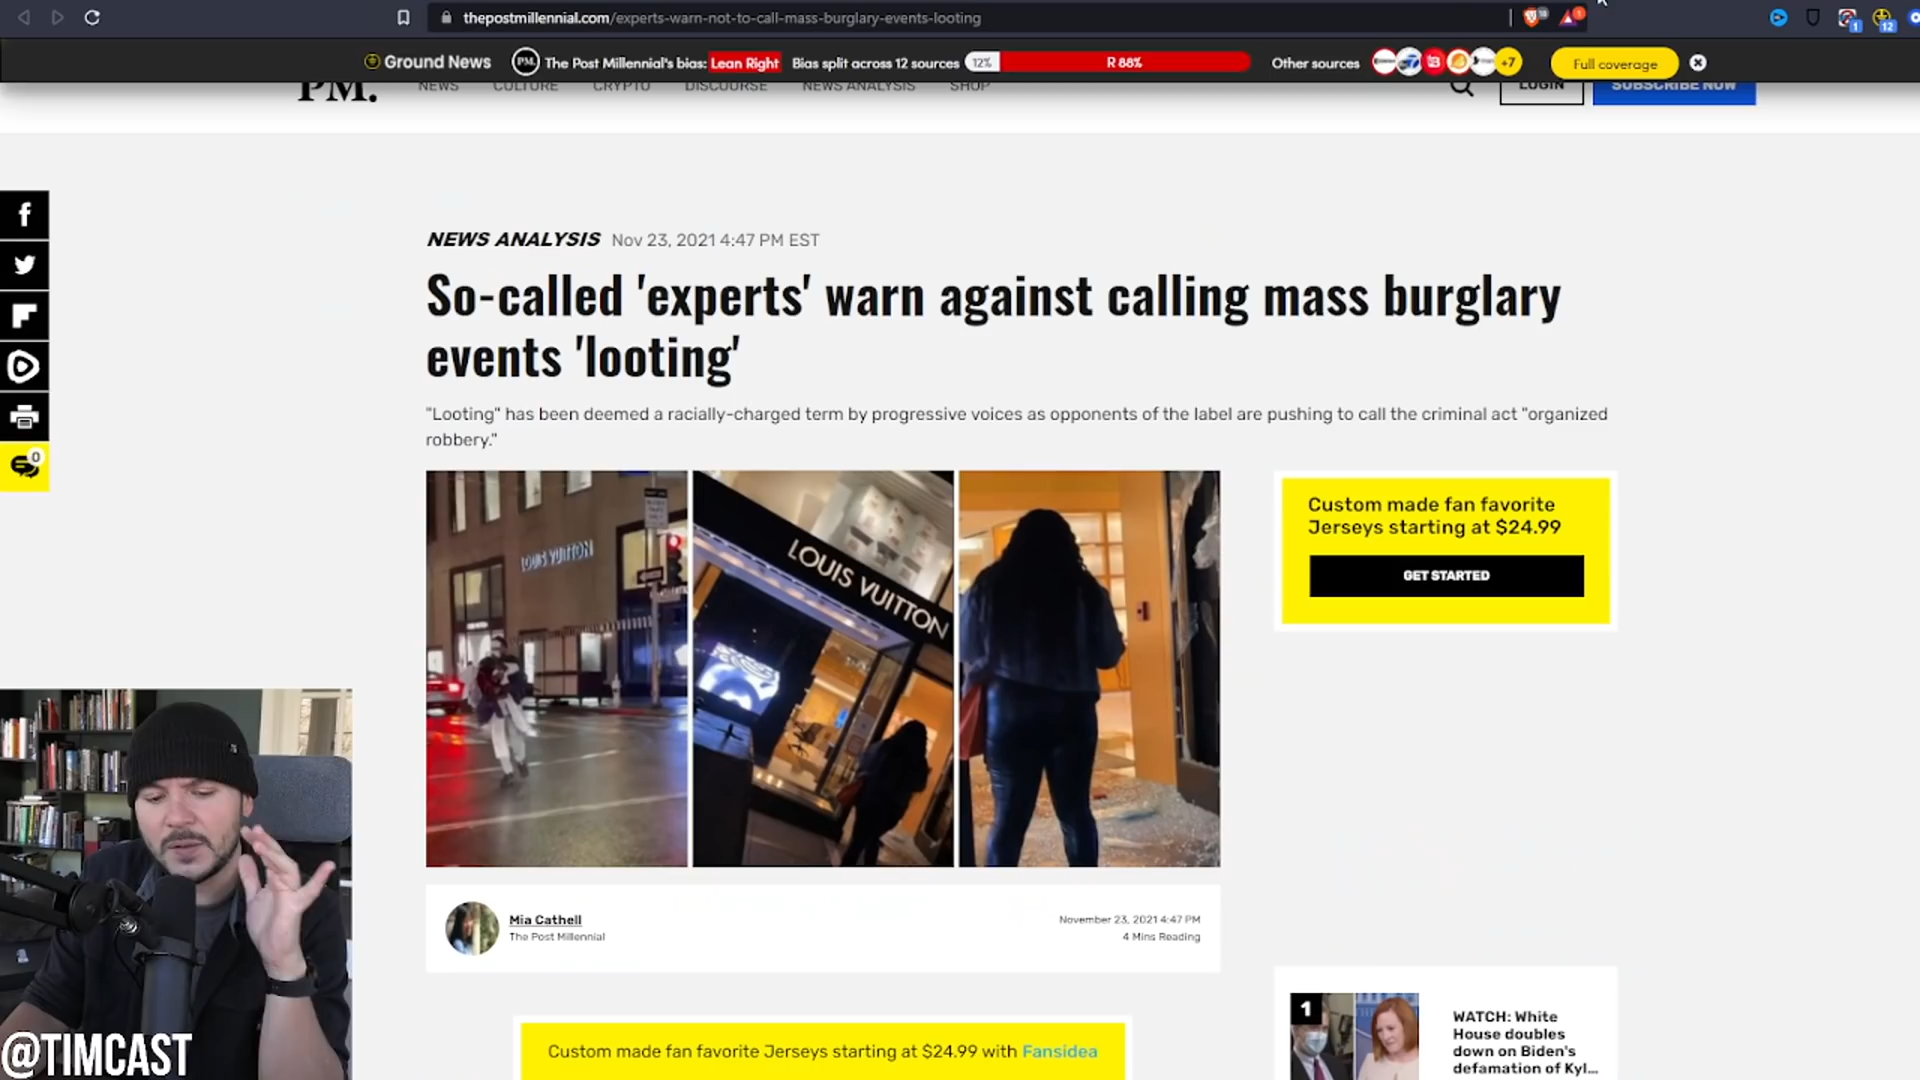 thepostmillennial.com/experts-warn-not-to-call-mass-burglary-events-looting
Ground News PM. The Post Millennial's bias: Lean Right Bias split across 12 sources 12% R 88% Other sources +7 Full coverage
PM. NEWS CULTURE CRYPTO DISCOURSE NEWS ANALYSIS SHOP LOGIN SUBSCRIBE NOW
NEWS ANALYSIS Nov 23, 2021 4:47 PM EST
So-called 'experts' warn against calling mass burglary
events 'looting'
"Looting" has been deemed a racially-charged term by progressive voices as opponents of the label are pushing to call the criminal act "organized
robbery."
0
LOUIS VUITTON
LOUIS VUITTON
Custom made fan favorite
Jerseys starting at $24.99
GET STARTED
Mia Cathell
The Post Millennial
November 23, 2021 4:47 PM
4 Mins Reading
Custom made fan favorite Jerseys starting at $24.99 with Fansidea
1
WATCH: White
House doubles
down on Biden's
defamation of Kyl...
@TIMCAST